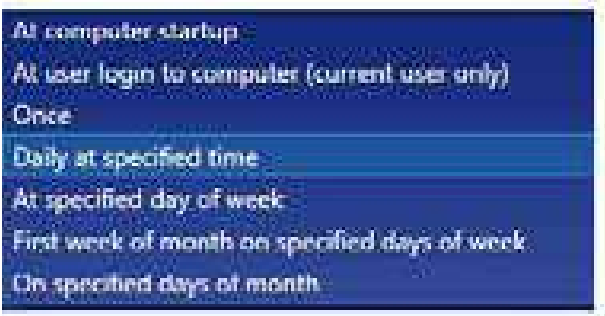 At computer startup
At user login to computer (current user only)
Once
Daily at specified time
At specified day of week
First week of month on specified days of week
On specified days of month